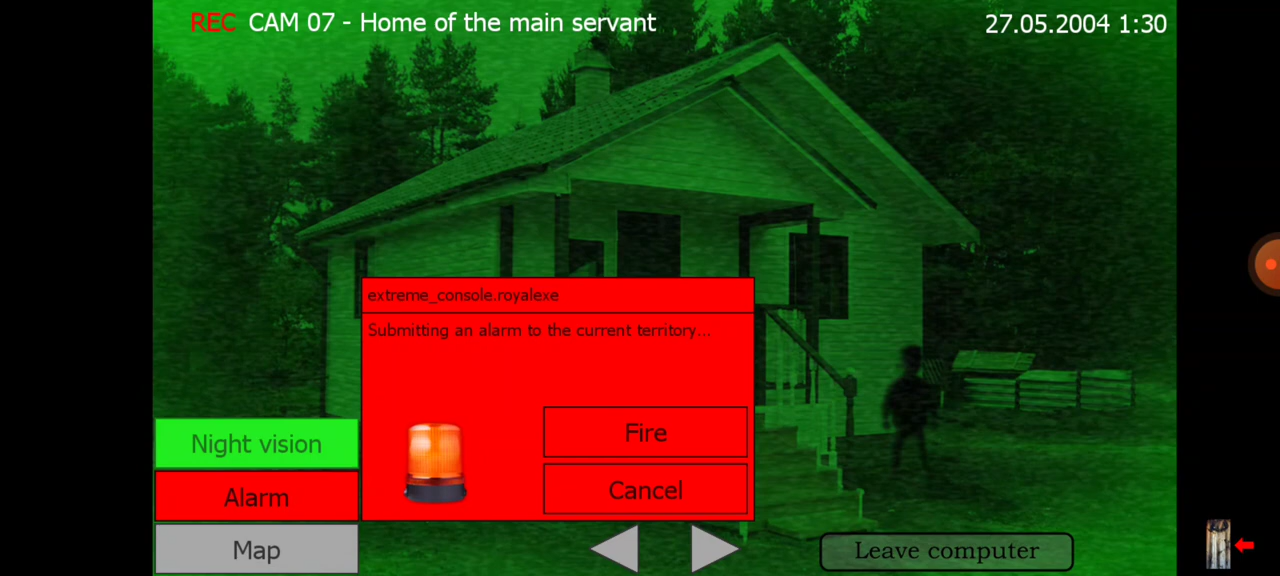 REC CAM 07 - Home of the main servant
27.05.2004 1:30
extreme_console.royalexe
Submitting an alarm to the current territory...
Fire
Night vision
Cancel
Alarm
Map
Leave computer